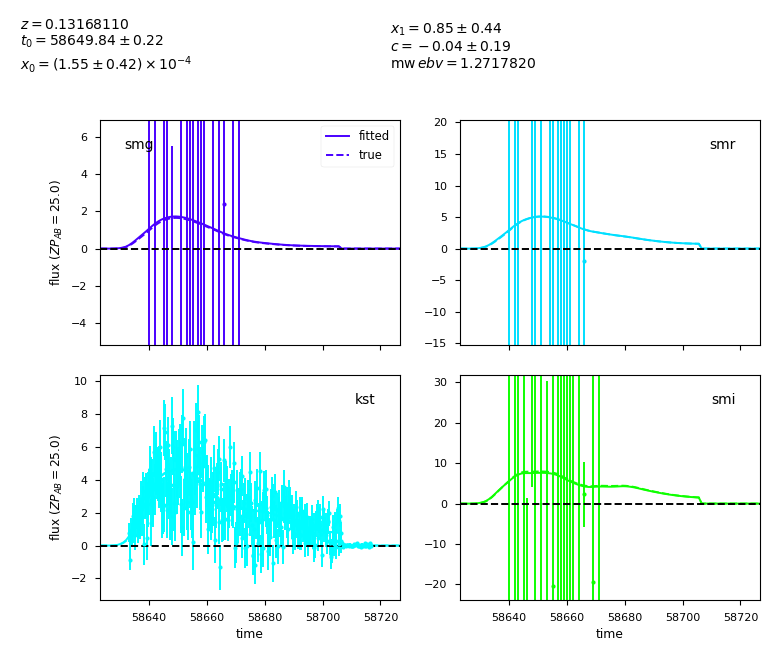 z = 0.13168110
t0 = 58649.84 ± 0.22
x0 = (1.55 ± 0.42) × 10^−4
x1 = 0.85 ± 0.44
c = −0.04 ± 0.19
mwebv = 1.2717820
smg
fitted
true
6
4
2
0
−2
−4
flux (ZP_AB = 25.0)
smr
20
15
10
5
0
−5
−10
−15
kst
10
8
6
4
2
0
−2
flux (ZP_AB = 25.0)
58640 58660 58680 58700 58720
time
smi
30
20
10
0
−10
−20
58640 58660 58680 58700 58720
time